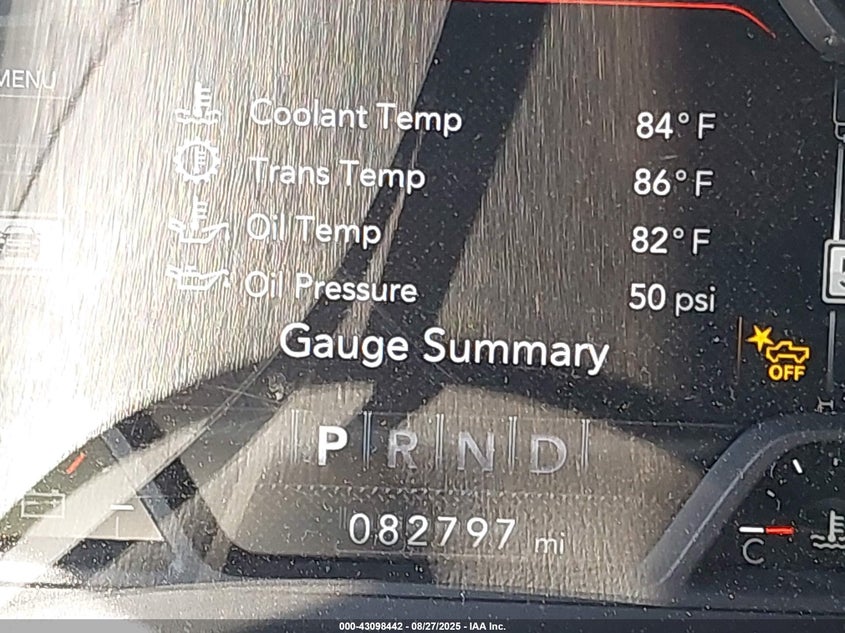 MENU
Coolant Temp 84°F
Trans Temp 86°F
Oil Temp 82°F
Oil Pressure 50 psi
Gauge Summary
OFF
P R N D
082797 mi
C
H
000-43098442 - 08/27/2025 - IAA Inc.